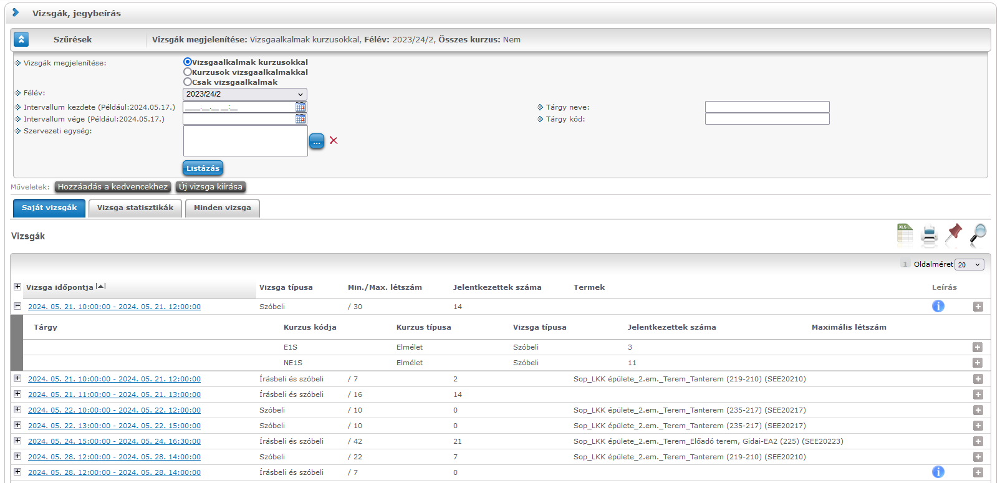 Vizsgák, jegybeírás
Szűrések Vizsgák megjelenítése: Vizsgaalkalmak kurzusokkal, Félév: 2023/24/2, Összes kurzus: Nem
Vizsgák megjelenítése: Vizsgaalkalmak kurzusokkal
Kurzusok vizsgaalkalmakkal
Csak vizsgaalkalmak
Félév: 2023/24/2
Intervallum kezdete (Például:2024.05.17.) ____.__.__ __:__ Tárgy neve:
Intervallum vége (Például:2024.05.17.) Tárgy kód:
Szervezeti egység: ...
Listázás
Műveletek: Hozzáadás a kedvencekhez Új vizsga kiírása
Saját vizsgák Vizsga statisztikák Minden vizsga
Vizsgák XLS
1 Oldalméret 20
Vizsga időpontja Vizsga típusa Min./Max. létszám Jelentkezettek száma Termek Leírás
2024. 05. 21. 10:00:00 - 2024. 05. 21. 12:00:00 Szóbeli / 30 14
Tárgy Kurzus kódja Kurzus típusa Vizsga típusa Jelentkezettek száma Maximális létszám
E1S Elmélet Szóbeli 3
NE1S Elmélet Szóbeli 11
2024. 05. 21. 10:00:00 - 2024. 05. 21. 12:00:00 Írásbeli és szóbeli / 7 2 Sop_LKK épülete_2.em._Terem_Tanterem (219-210) (SEE20210)
2024. 05. 21. 11:00:00 - 2024. 05. 21. 13:00:00 Írásbeli és szóbeli / 16 14
2024. 05. 22. 10:00:00 - 2024. 05. 22. 12:00:00 Szóbeli / 10 0 Sop_LKK épülete_2.em._Terem_Tanterem (235-217) (SEE20217)
2024. 05. 22. 13:00:00 - 2024. 05. 22. 15:00:00 Szóbeli / 10 0 Sop_LKK épülete_2.em._Terem_Tanterem (235-217) (SEE20217)
2024. 05. 24. 15:00:00 - 2024. 05. 24. 16:30:00 Írásbeli és szóbeli / 42 21 Sop_LKK épülete_2.em._Terem_Előadó terem, Gidai-EA2 (225) (SEE20223)
2024. 05. 28. 12:00:00 - 2024. 05. 28. 14:00:00 Szóbeli / 22 7 Sop_LKK épülete_2.em._Terem_Tanterem (219-210) (SEE20210)
2024. 05. 28. 12:00:00 - 2024. 05. 28. 14:00:00 Írásbeli és szóbeli / 7 0